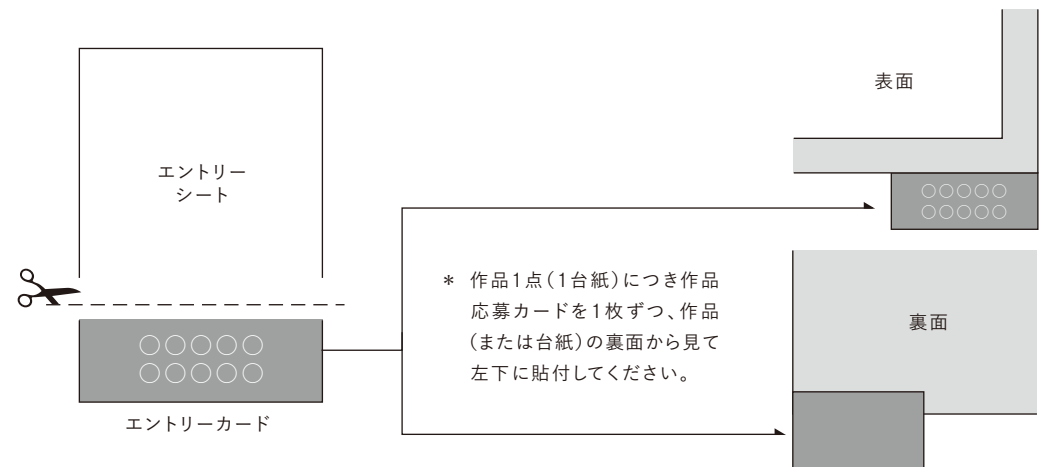 表面
エントリー
シート
○○○○○
○○○○○
* 作品1点(1台紙)につき作品
応募カードを1枚ずつ、作品
(または台紙)の裏面から見て
左下に貼付してください。
裏面
○○○○○
○○○○○
エントリーカード